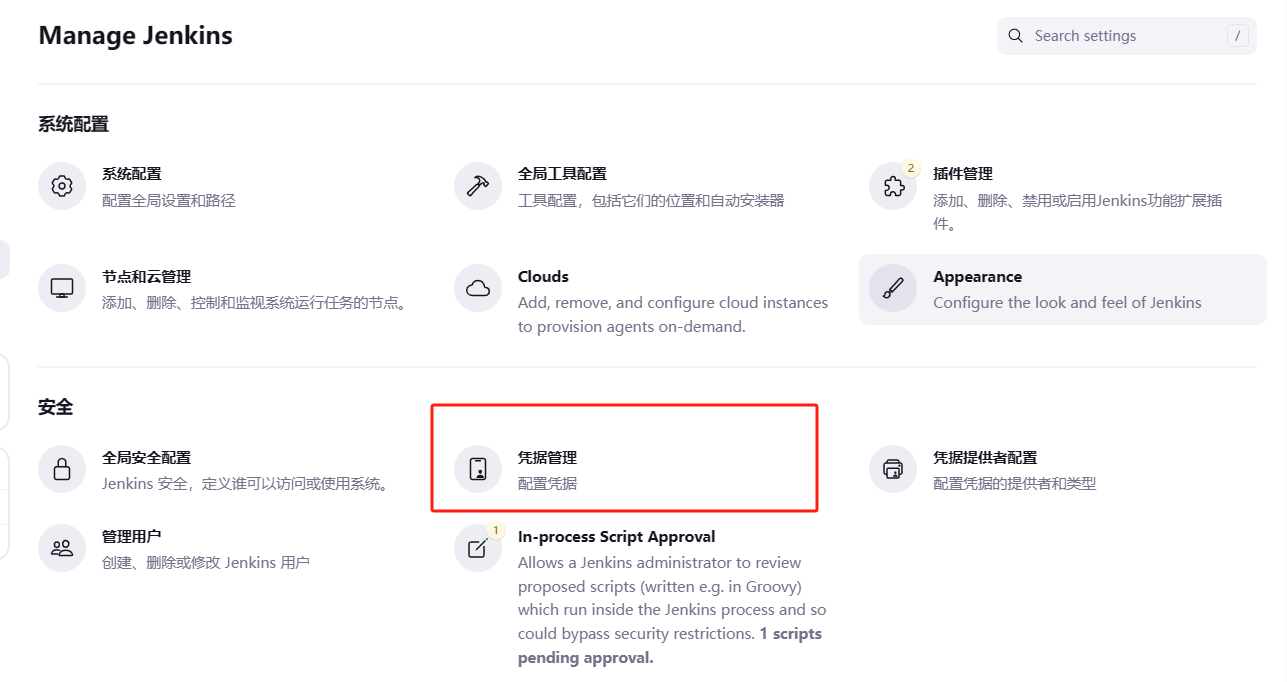 Manage Jenkins
Search settings /
系统配置
系统配置
配置全局设置和路径
全局工具配置
工具配置，包括它们的位置和自动安装器
2
插件管理
添加、删除、禁用或启用Jenkins功能扩展插
件。
节点和云管理
添加、删除、控制和监视系统运行任务的节点。
Clouds
Add, remove, and configure cloud instances
to provision agents on-demand.
Appearance
Configure the look and feel of Jenkins
安全
全局安全配置
Jenkins 安全，定义谁可以访问或使用系统。
凭据管理
配置凭据
凭据提供者配置
配置凭据的提供者和类型
管理用户
创建、删除或修改 Jenkins 用户
1
In-process Script Approval
Allows a Jenkins administrator to review
proposed scripts (written e.g. in Groovy)
which run inside the Jenkins process and so
could bypass security restrictions. 1 scripts
pending approval.